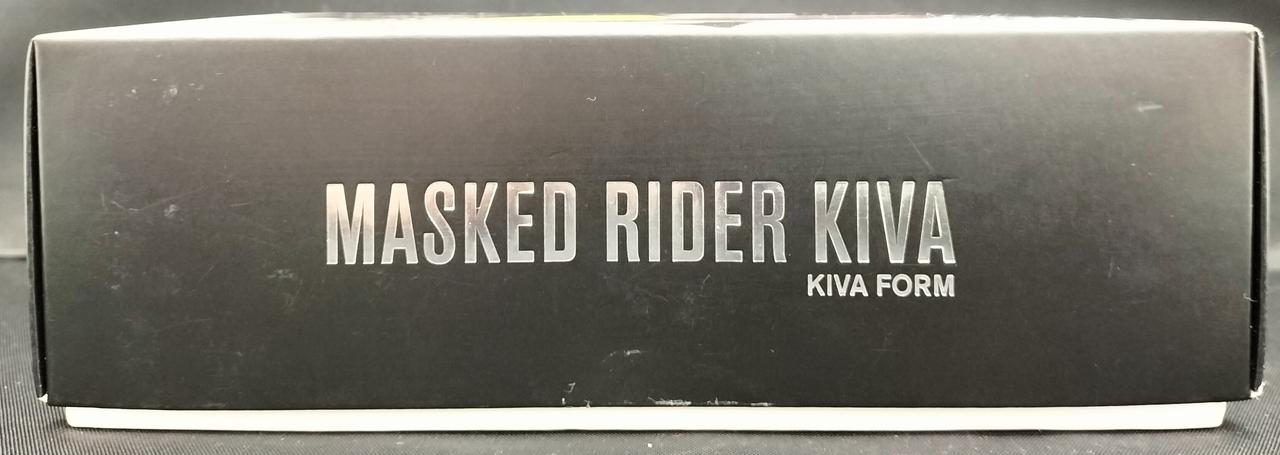 MASKED RIDER KIVA
KIVA FORM